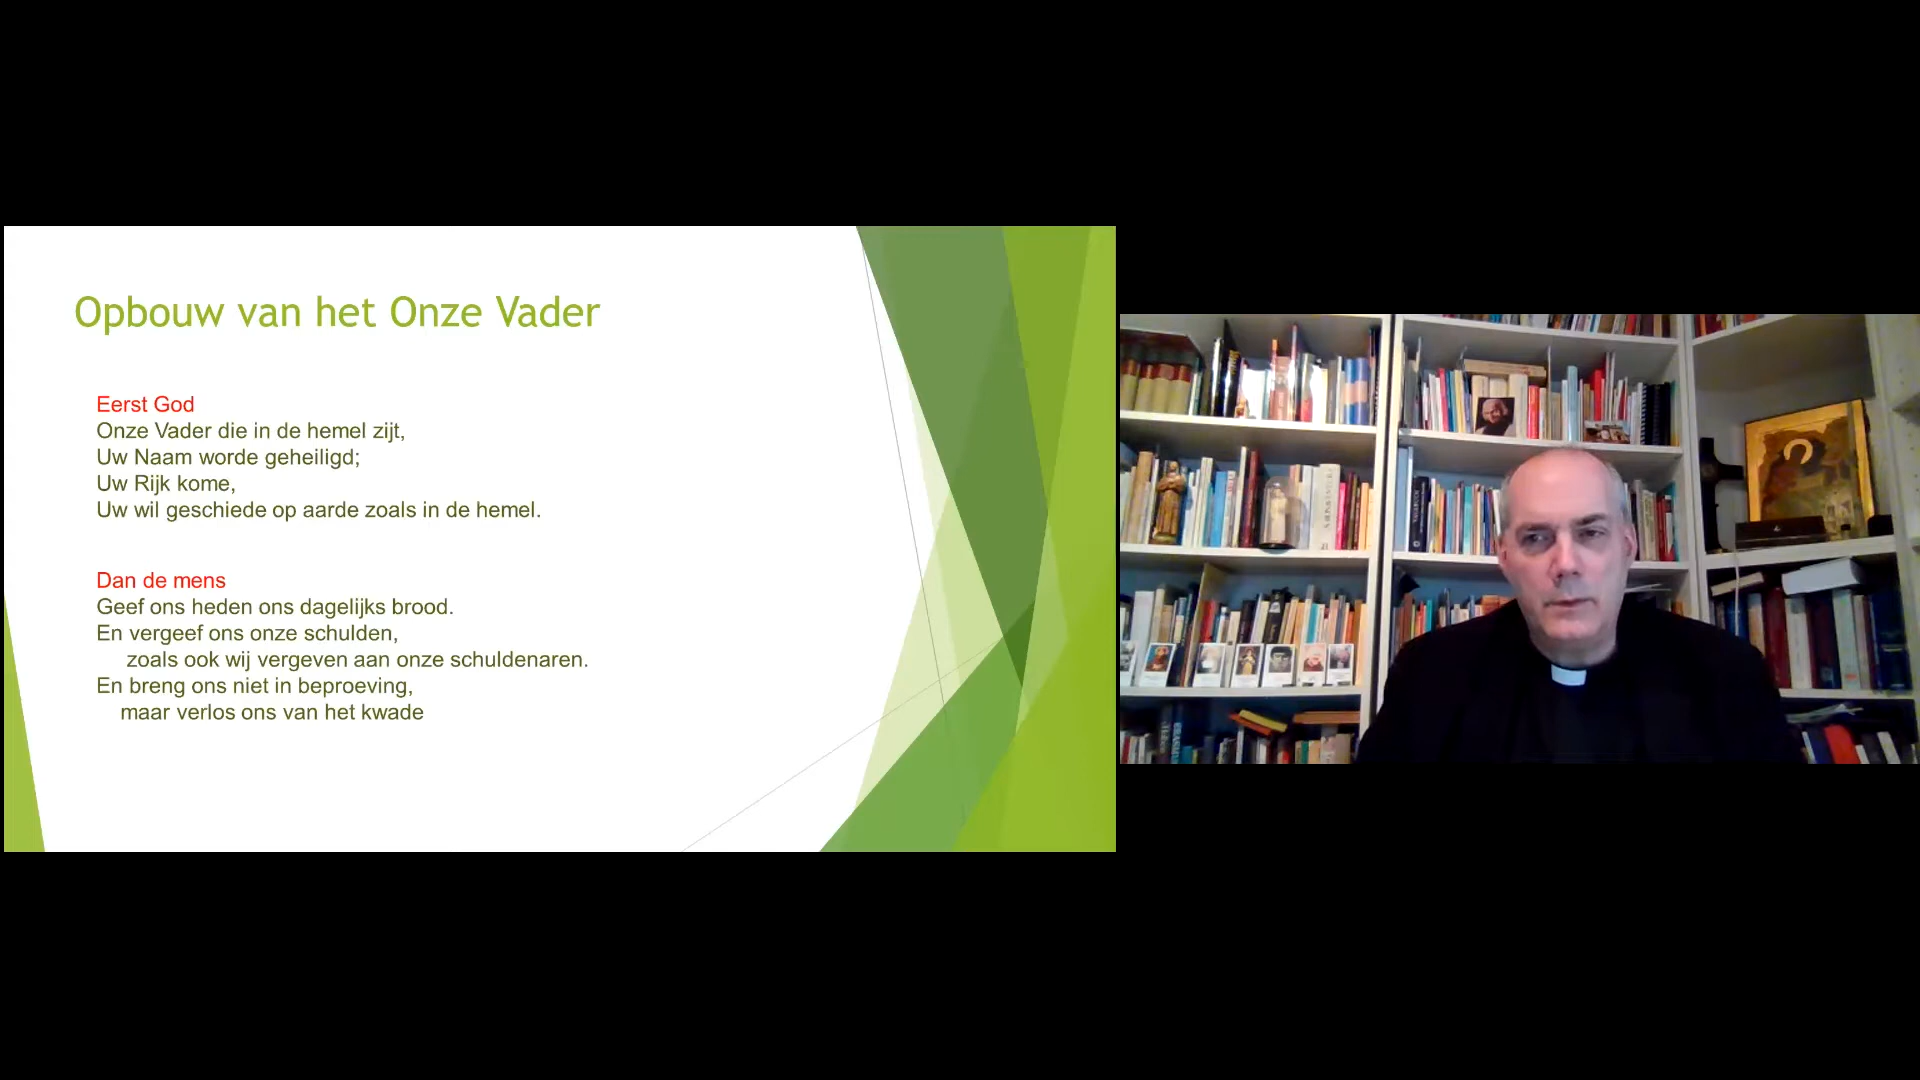 Opbouw van het Onze Vader
Eerst God
Onze Vader die in de hemel zijt,
Uw Naam worde geheiligd;
Uw Rijk kome,
Uw wil geschiede op aarde zoals in de hemel.
Dan de mens
Geef ons heden ons dagelijks brood.
En vergeef ons onze schulden,
zoals ook wij vergeven aan onze schuldenaren.
En breng ons niet in beproeving,
maar verlos ons van het kwade